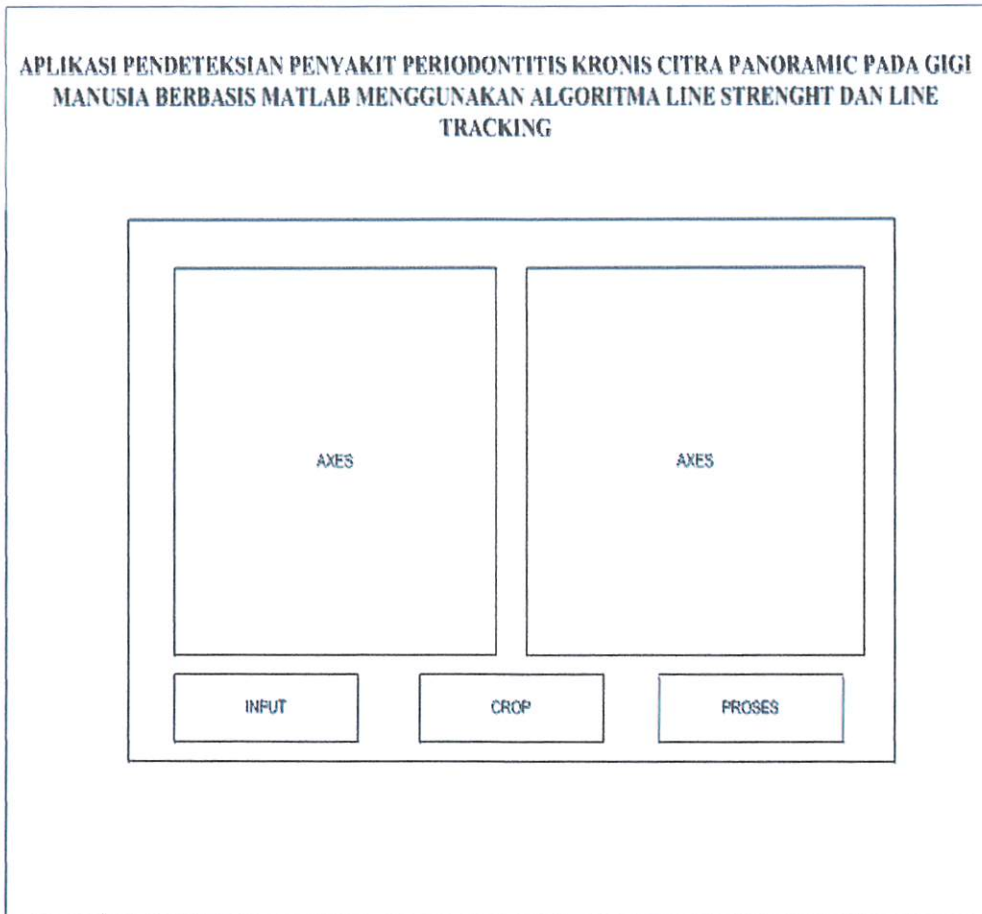 APLIKASI PENDETEKSIAN PENYAKIT PERIODONTITIS KRONIS CITRA PANORAMIC PADA GIGI
MANUSIA BERBASIS MATLAB MENGGUNAKAN ALGORITMA LINE STRENGHT DAN LINE
TRACKING
AXES AXES
INPUT CROP PROSES